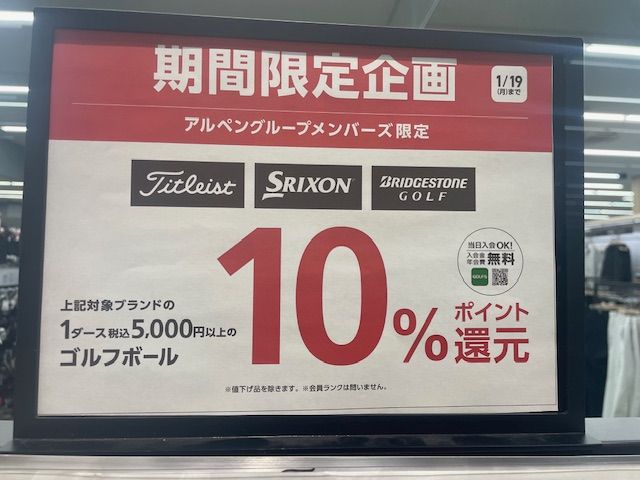 期間限定企画
1/19
(月)まで
アルペングループメンバーズ限定
Titleist
SRIXON
BRIDGESTONE
GOLF
当日入会OK!
入会金
年会費 無料
GOLF5
上記対象ブランドの
1ダース税込5,000円以上の
ゴルフボール
10%
ポイント
還元
※値下げ品を除きます。※会員ランクは問いません。